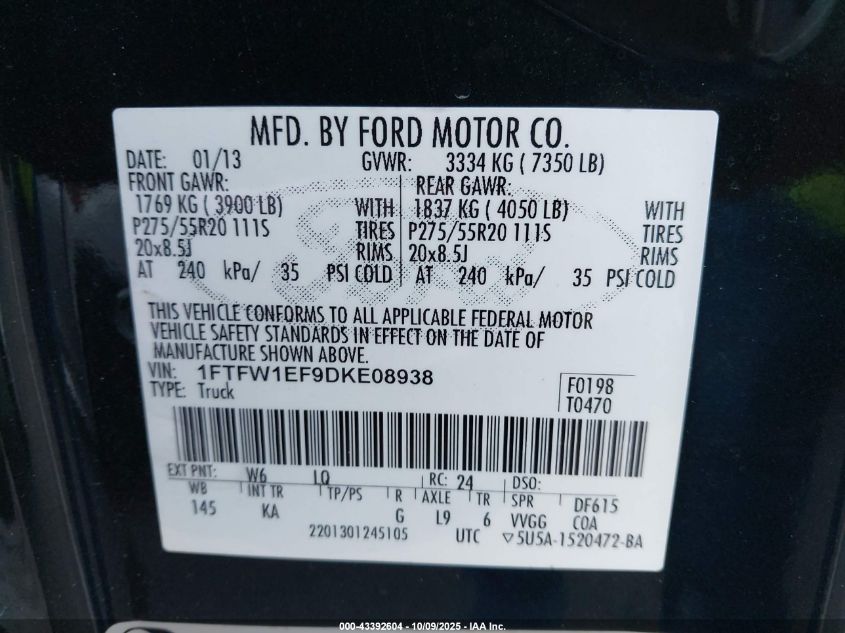 MFD. BY FORD MOTOR CO.
DATE: 01/13 GVWR: 3334 KG ( 7350 LB)
FRONT GAWR: REAR GAWR:
1769 KG ( 3900 LB) WITH 1837 KG ( 4050 LB) WITH
P275/55R20 111S TIRES P275/55R20 111S TIRES
20x8.5J RIMS 20x8.5J RIMS
AT 240 kPa/ 35 PSI COLD AT 240 kPa/ 35 PSI COLD
THIS VEHICLE CONFORMS TO ALL APPLICABLE FEDERAL MOTOR
VEHICLE SAFETY STANDARDS IN EFFECT ON THE DATE OF
MANUFACTURE SHOWN ABOVE.
VIN: 1FTFW1EF9DKE08938 F0198
TYPE: Truck T0470
EXT PNT: W6 LQ RC: 24 DSO:
WB INT TR TP/PS R AXLE TR SPR DF615
145 KA G L9 6 VVGG COA
2201301245105 UTC ▽5U5A-1520472-BA
000-43392604 - 10/09/2025 - IAA Inc.